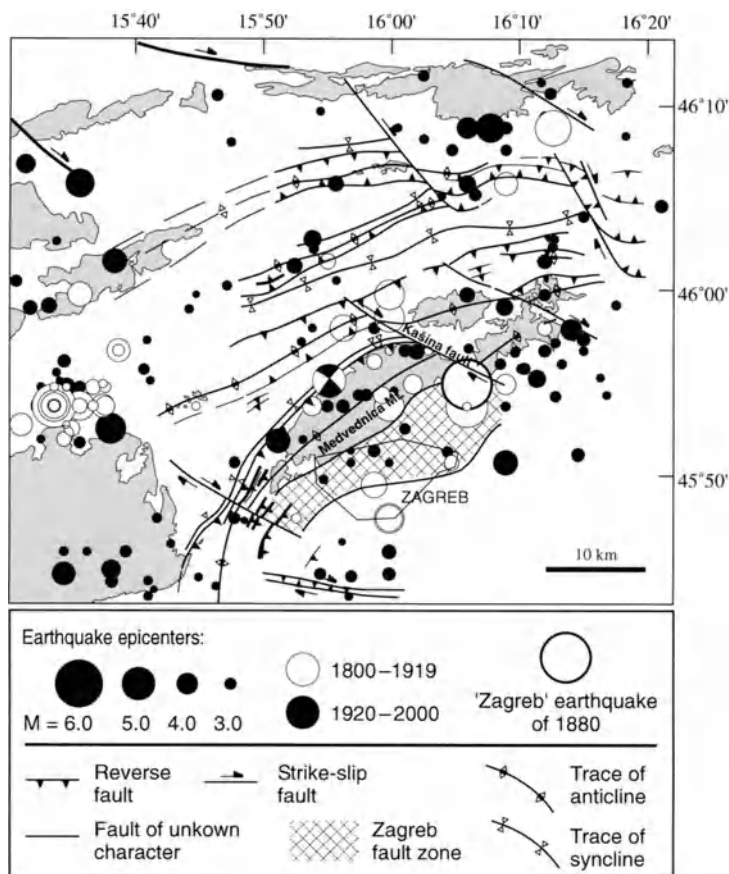 15°40' 15°50' 16°00' 16°10' 16°20'
46°10'
46°00'
Kašina fault
Medvednica Mt.
45°50'
ZAGREB
10 km
Earthquake epicenters:
M = 6.0 5.0 4.0 3.0
1800–1919
1920–2000
'Zagreb' earthquake
of 1880
Reverse
fault
Strike-slip
fault
Trace of
anticline
Fault of unkown
character
Zagreb
fault zone
Trace of
syncline